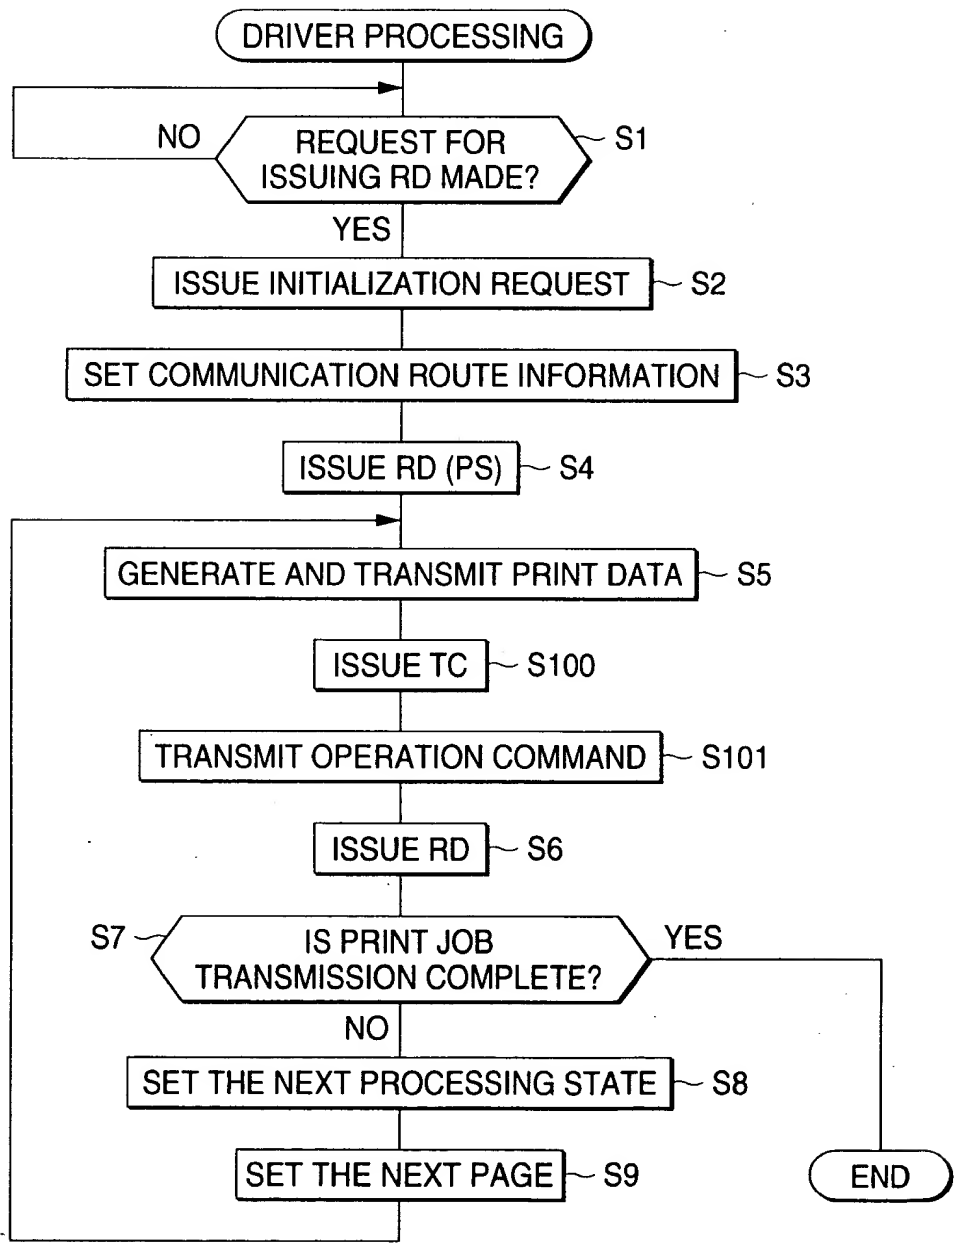 DRIVER PROCESSING
NO
REQUEST FOR
ISSUING RD MADE?
S1
YES
ISSUE INITIALIZATION REQUEST
S2
SET COMMUNICATION ROUTE INFORMATION
S3
ISSUE RD (PS)
S4
GENERATE AND TRANSMIT PRINT DATA
S5
ISSUE TC
S100
TRANSMIT OPERATION COMMAND
S101
ISSUE RD
S6
S7
IS PRINT JOB
TRANSMISSION COMPLETE?
YES
NO
SET THE NEXT PROCESSING STATE
S8
SET THE NEXT PAGE
S9
END